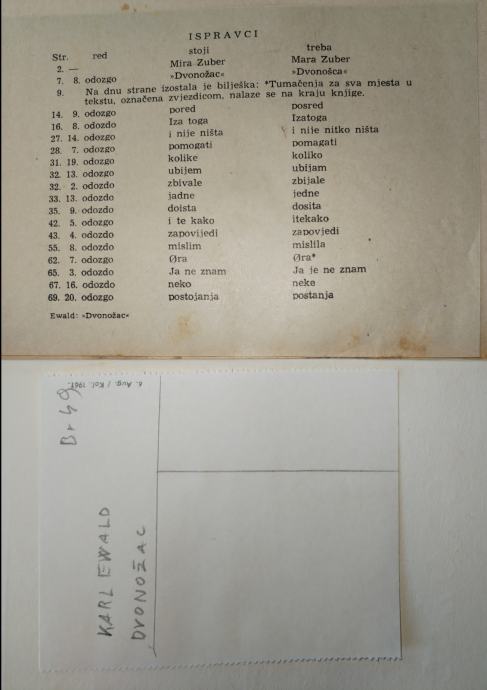 ISPRAVCI
Str. red stoji treba
2. — Mira Zuber Mara Zuber
7. 8. odozgo »Dvonožac« »Dvonošca«
9. Na dnu strane izostala je bilješka: *Tumačenja za sva mjesta u
tekstu, označena zvjezdicom, nalaze se na kraju knjige.
14. 9. odozgo pored posred
16. 8. odozdo Iza toga Izatoga
27. 14. odozgo i nije ništa i nije nitko ništa
28. 7. odozgo pomogati pomagati
31. 19. odozgo kolike koliko
32. 13. odozgo ubijem ubijam
32. 2. odozdo zbivale zbijale
33. 13. odozdo jadne jedne
35. 9. odozdo doista dosita
42. 5. odozgo i te kako itekako
43. 4. odozdo zapovijedi zapovjedi
55. 8. odozdo mislim mislila
62. 7. odozgo Øra Øra*
65. 3. odozdo Ja ne znam Ja je ne znam
67. 16. odozdo neko neke
69. 20. odozgo postojanja postanja
Ewald: »Dvonožac«
6. Aug. / Kol. 1961.
Br 49
KARL EWALD
DVONOŽAC